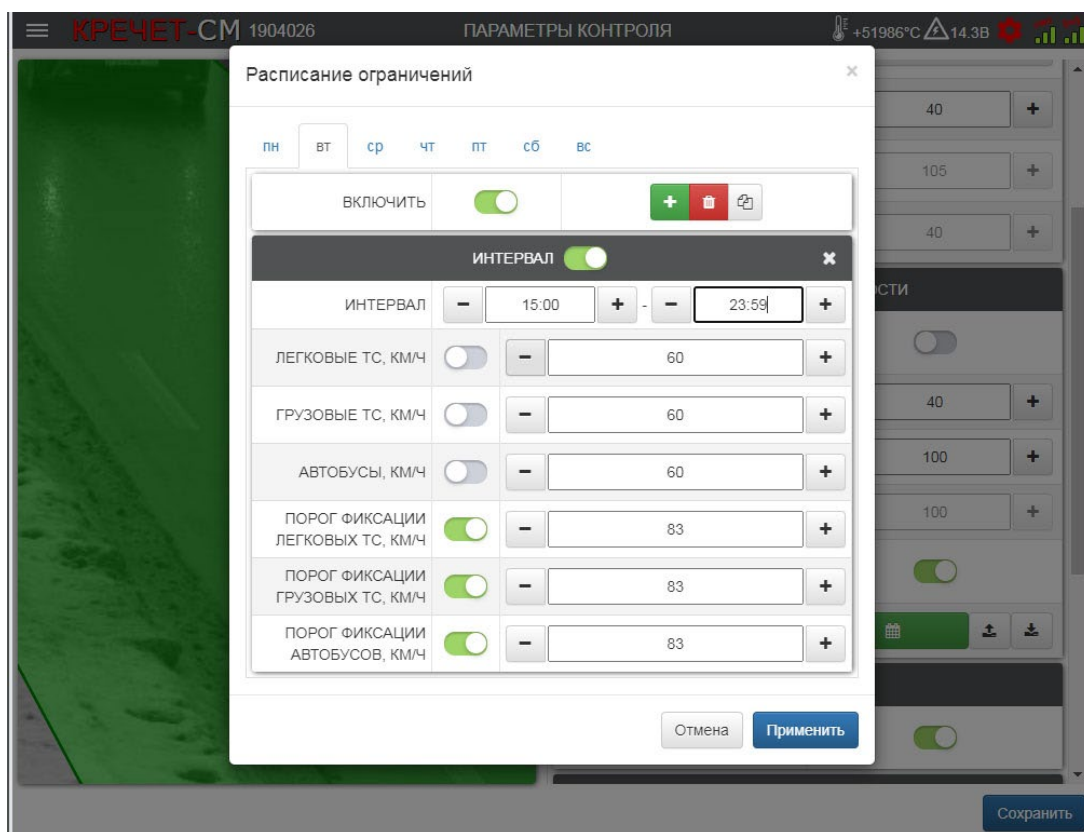 КРЕЧЕТ-СМ 1904026 ПАРАМЕТРЫ КОНТРОЛЯ +51986°C 14.3В
Расписание ограничений ×
40 +
пн вт ср чт пт сб вс
105 +
ВКЛЮЧИТЬ +
40 +
ИНТЕРВАЛ ×
СТИ
ИНТЕРВАЛ − 15:00 + - − 23:59 +
ЛЕГКОВЫЕ ТС, КМ/Ч − 60 +
40 +
ГРУЗОВЫЕ ТС, КМ/Ч − 60 +
100 +
АВТОБУСЫ, КМ/Ч − 60 +
100 +
ПОРОГ ФИКСАЦИИ
ЛЕГКОВЫХ ТС, КМ/Ч − 83 +
ПОРОГ ФИКСАЦИИ
ГРУЗОВЫХ ТС, КМ/Ч − 83 +
ПОРОГ ФИКСАЦИИ
АВТОБУСОВ, КМ/Ч − 83 +
Отмена Применить
Сохранить